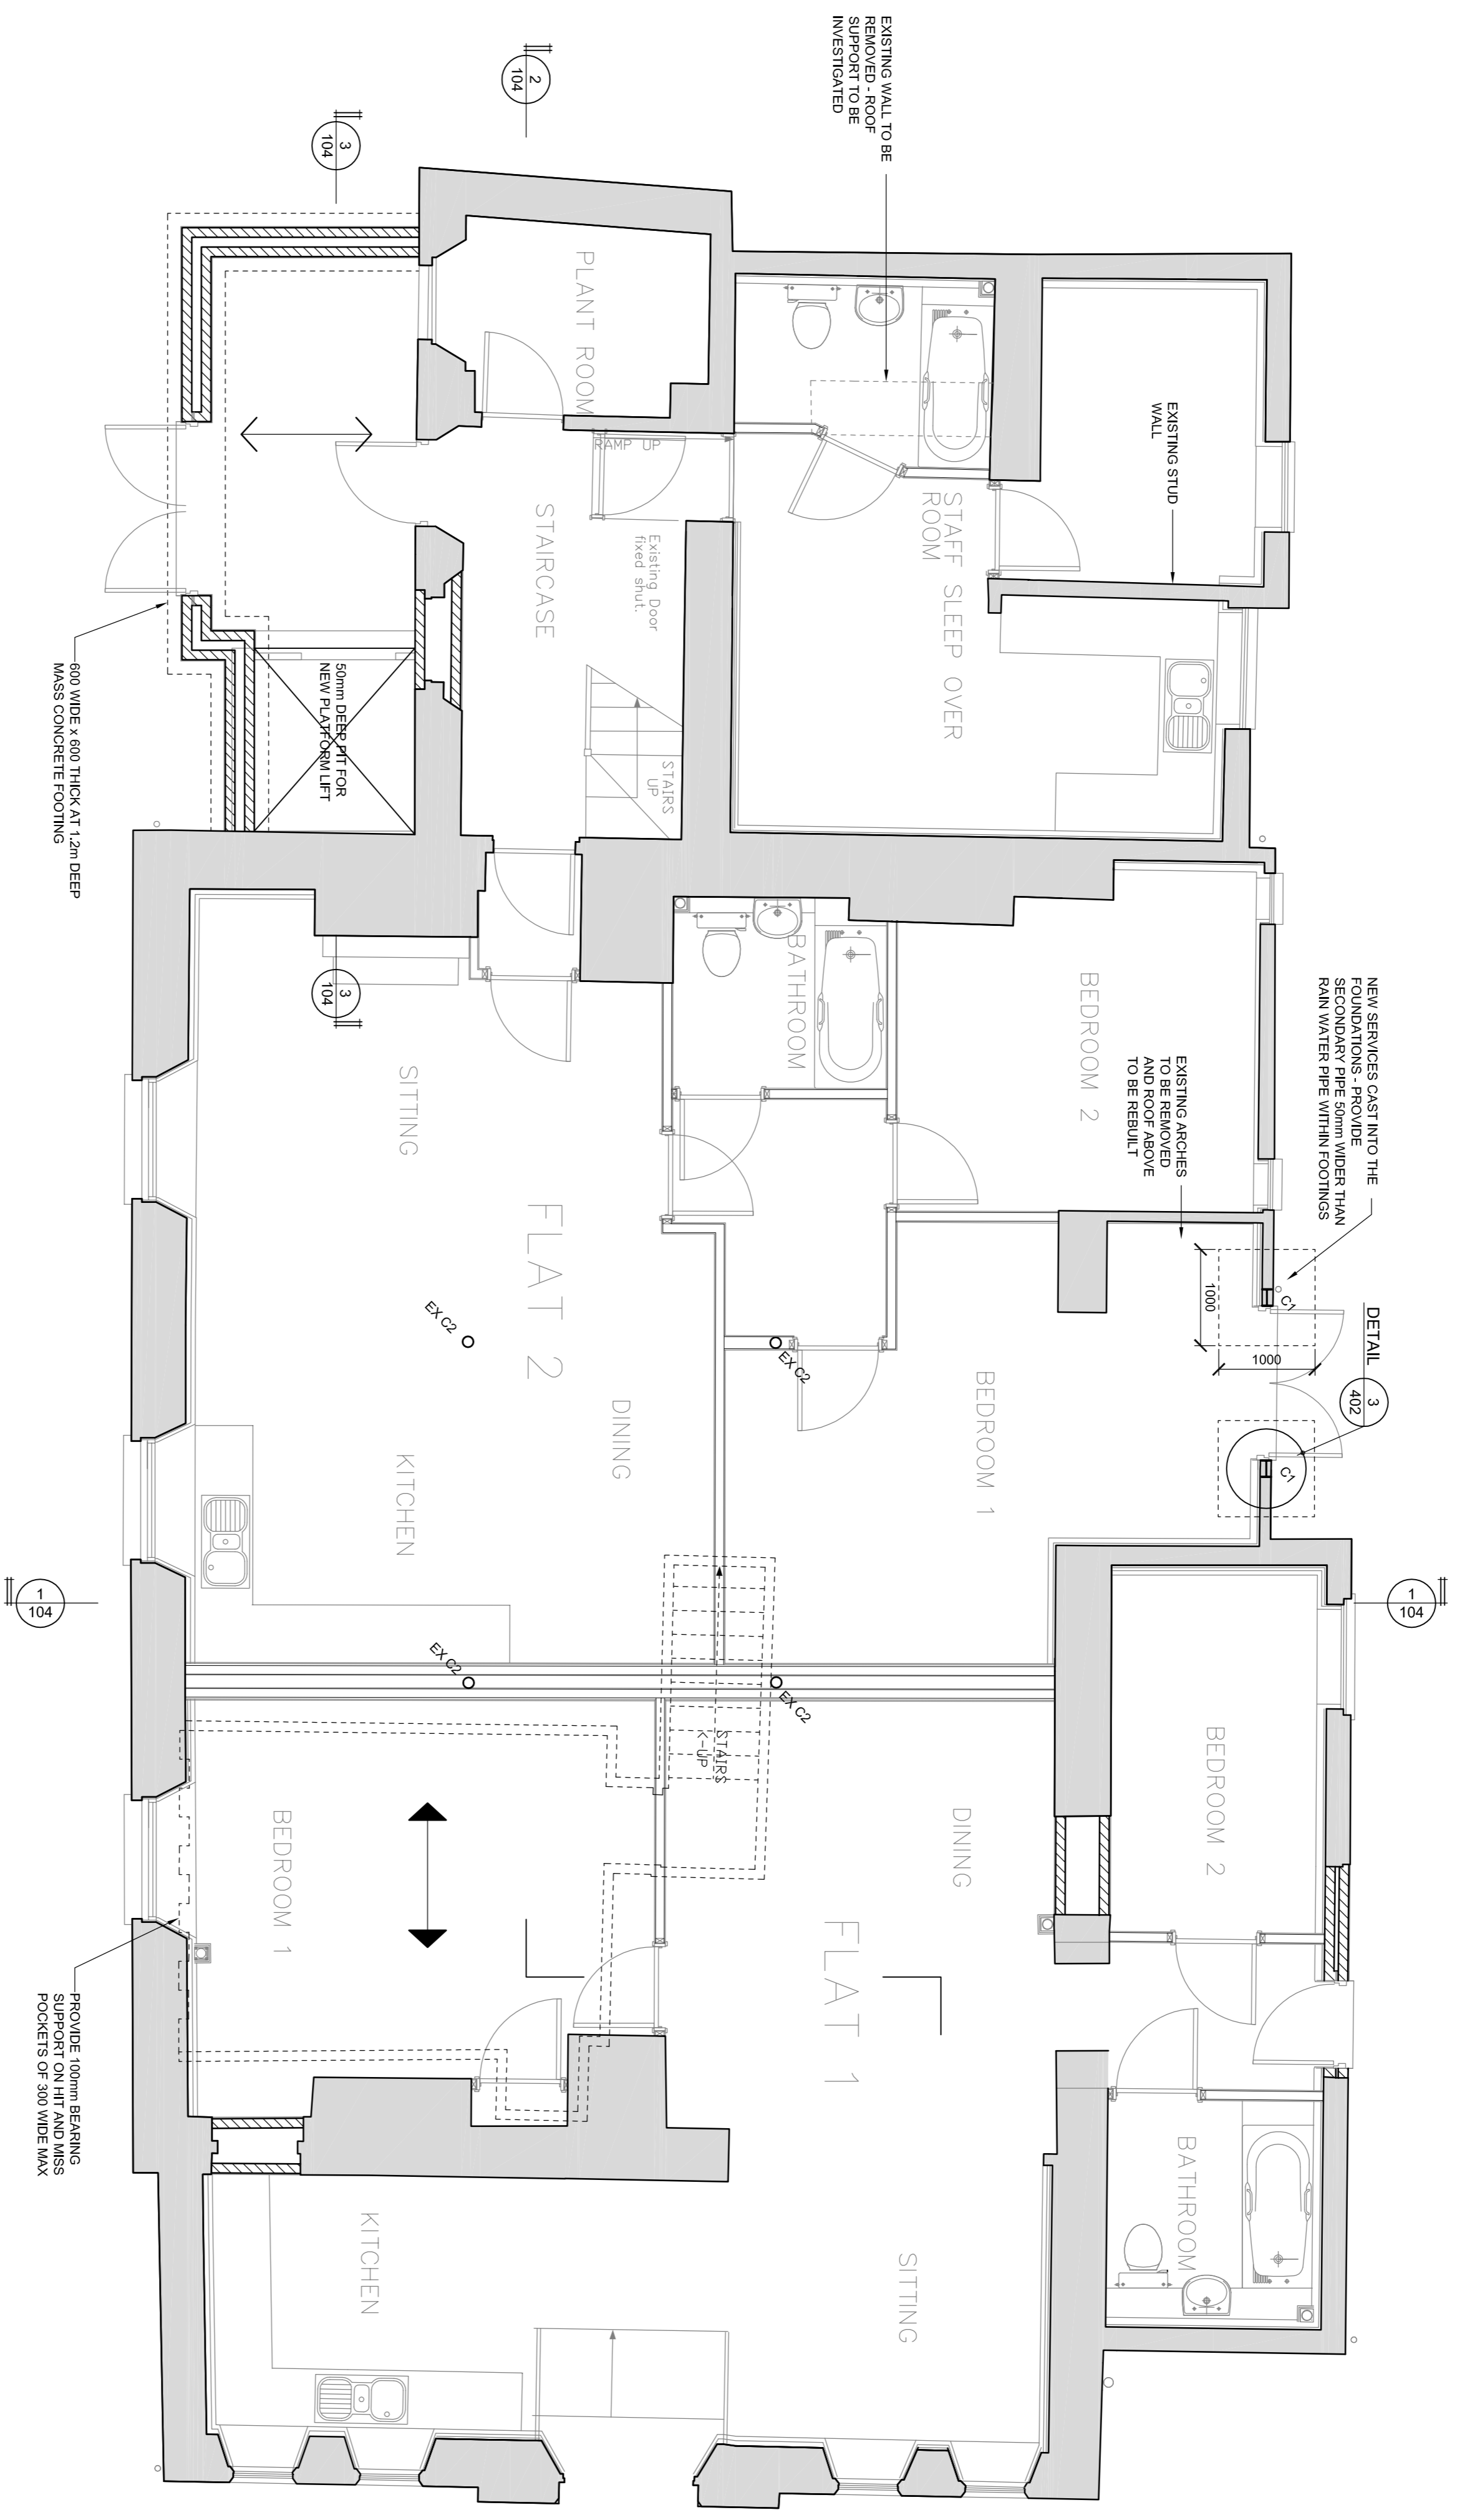 EXISTING WALL TO BE
REMOVED - ROOF
SUPPORT TO BE
INVESTIGATED
2
104
3
104
PLANT ROOM
EXISTING STUD
WALL
RAMP UP
STAFF SLEEP OVER
ROOM
STAIRCASE
Existing Door
fixed shut.
50mm DEEP PIT FOR
NEW PLATFORM LIFT
600 WIDE x 600 THICK AT 1.2m DEEP
MASS CONCRETE FOOTING
STAIRS
UP
NEW SERVICES CAST INTO THE
FOUNDATIONS - PROVIDE
SECONDARY PIPE 50mm WIDER THAN
RAIN WATER PIPE WITHIN FOOTINGS
EXISTING ARCHES
TO BE REMOVED
AND ROOF ABOVE
TO BE REBUILT
BEDROOM 2
BATHROOM
3
104
SITTING
FLAT 2
1000
1000
C1
DETAIL
3
402
C1
EX C2
EX C2
DINING
BEDROOM 1
KITCHEN
1
104
1
104
EX C2
EX C2
STAIRS
K-UP
BEDROOM 2
DINING
BEDROOM 1
FLAT 1
PROVIDE 100mm BEARING
SUPPORT ON HIT AND MISS
POCKETS OF 300 WIDE MAX
BATHROOM
KITCHEN
SITTING